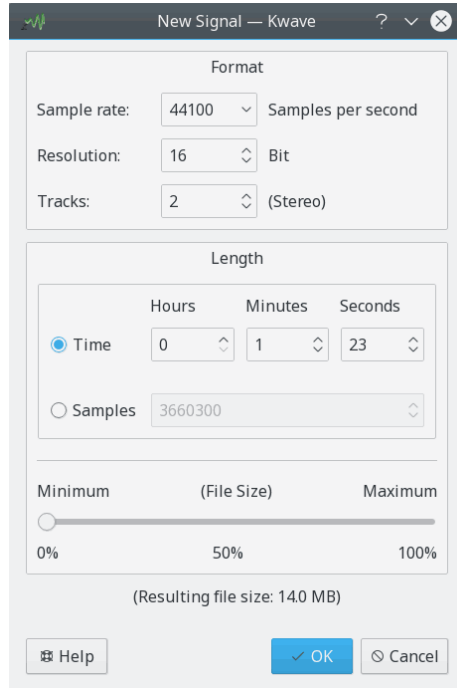 New Signal — Kwave ?
Format
Sample rate: 44100 Samples per second
Resolution: 16 Bit
Tracks: 2 (Stereo)
Length
Hours Minutes Seconds
Time 0 1 23
Samples 3660300
Minimum (File Size) Maximum
0% 50% 100%
(Resulting file size: 14.0 MB)
Help OK Cancel